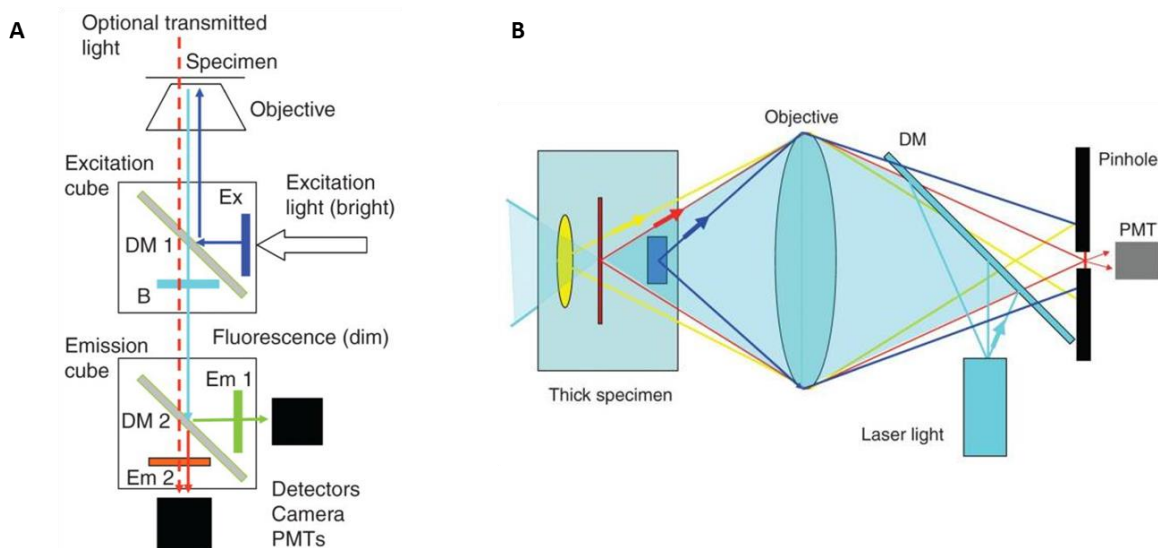 A
Optional transmitted
light
Specimen
Objective
Excitation
cube
Ex
Excitation
light (bright)
DM 1
B
Fluorescence (dim)
Emission
cube
Em 1
DM 2
Em 2
Detectors
Camera
PMTs
B
Objective
DM
Pinhole
PMT
Thick specimen
Laser light